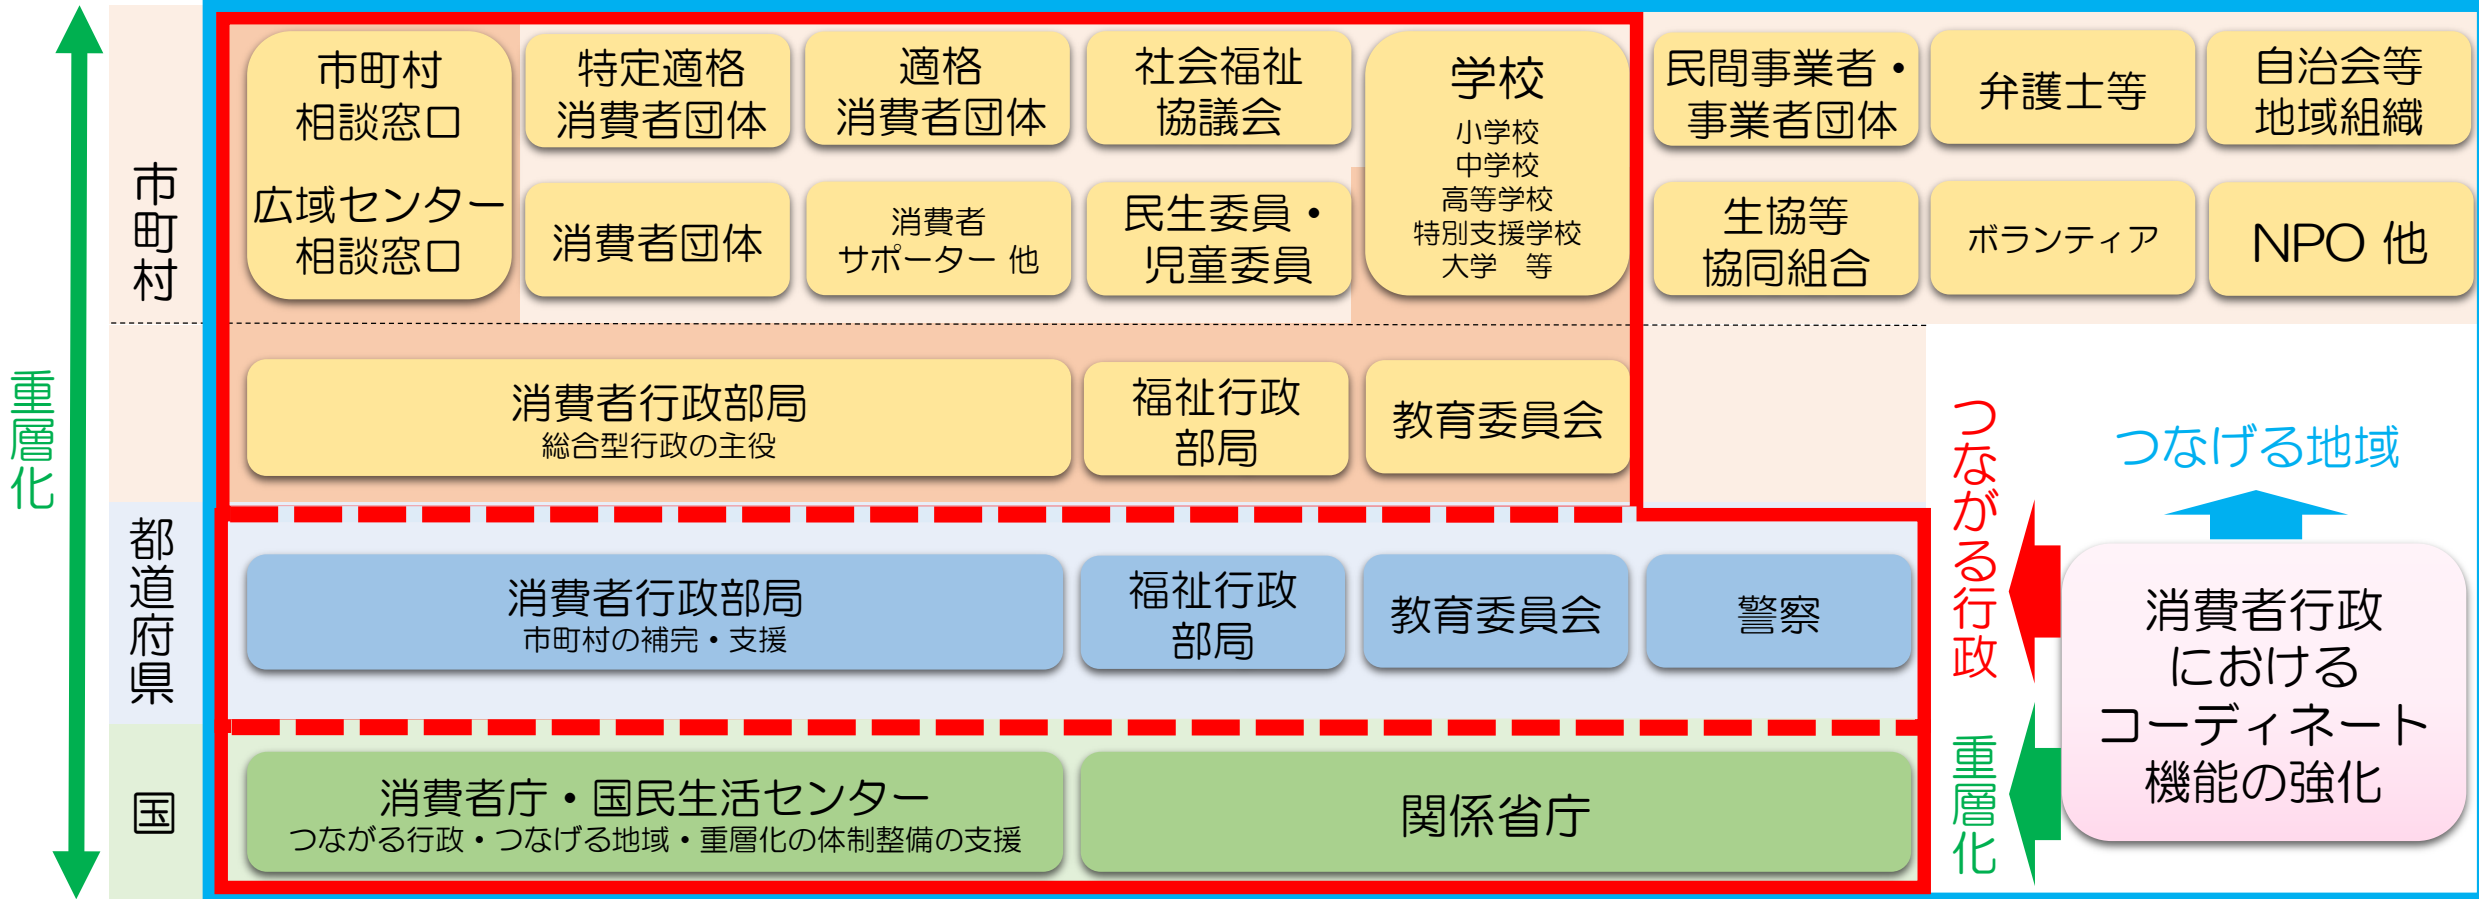 重層化
市町村
市町村
相談窓口
広域センター
相談窓口
特定適格
消費者団体
適格
消費者団体
社会福祉
協議会
学校
小学校
中学校
高等学校
特別支援学校
大学　等
民間事業者・
事業者団体
弁護士等
自治会等
地域組織
消費者団体
消費者
サポーター 他
民生委員・
児童委員
生協等
協同組合
ボランティア
NPO 他
消費者行政部局
総合型行政の主役
福祉行政
部局
教育委員会
都道府県
消費者行政部局
市町村の補完・支援
福祉行政
部局
教育委員会
警察
国
消費者庁・国民生活センター
つながる行政・つなげる地域・重層化の体制整備の支援
関係省庁
つながる行政
つなげる地域
重層化
消費者行政
における
コーディネート
機能の強化